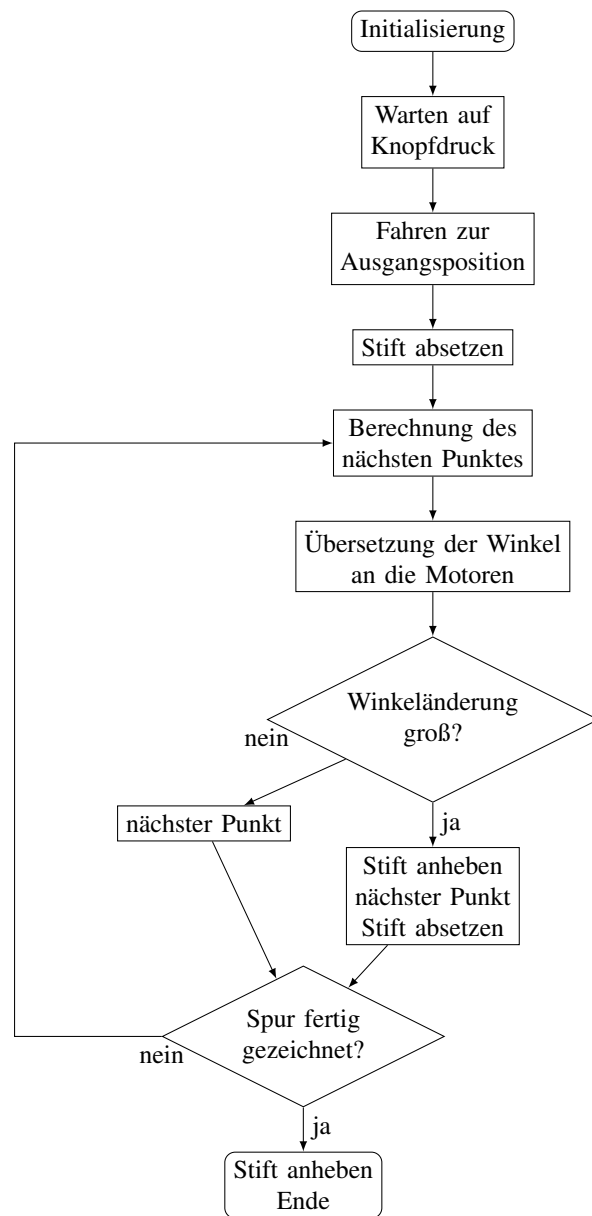 Initialisierung
Warten auf
Knopfdruck
Fahren zur
Ausgangsposition
Stift absetzen
Berechnung des
nächsten Punktes
Übersetzung der Winkel
an die Motoren
Winkeländerung
groß?
nein
ja
nächster Punkt
Stift anheben
nächster Punkt
Stift absetzen
Spur fertig
gezeichnet?
nein
ja
Stift anheben
Ende